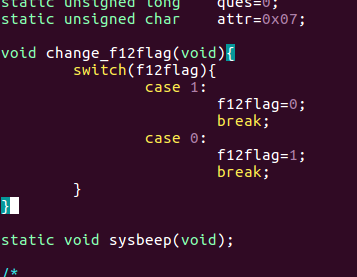 static unsigned long ques=0;
static unsigned char attr=0x07;
void change_f12flag(void){
switch(f12flag){
case 1:
f12flag=0;
break;
case 0:
f12flag=1;
break;
}
}
static void sysbeep(void);
/*